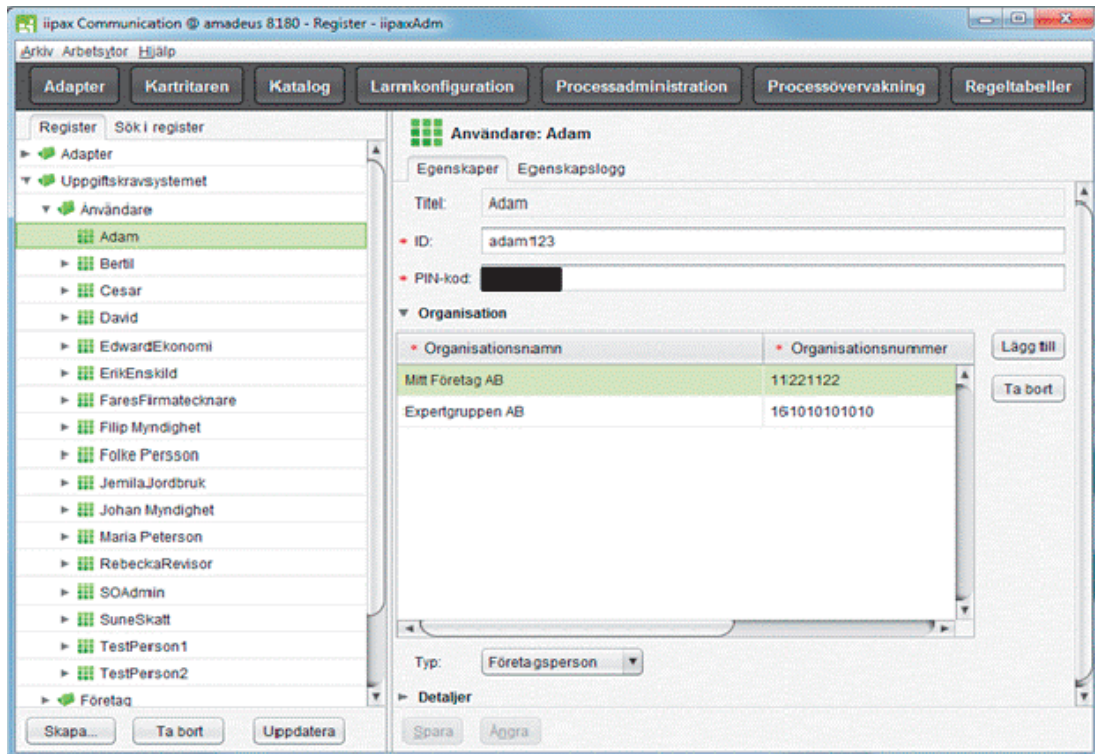 iipax Communication @ amadeus 8180 - Register - iipaxAdm
Arkiv Arbetsytor Hjälp
Adapter Kartritaren Katalog Larmkonfiguration Processadministration Processövervakning Regeltabeller
Register Sök i register
Adapter
Uppgiftskravsystemet
Användare
Adam
Bertil
Cesar
David
EdwardEkonomi
ErikEnskild
FaresFirmatecknare
Filip Myndighet
Folke Persson
JemilaJordbruk
Johan Myndighet
Maria Peterson
RebeckaRevisor
SOAdmin
SuneSkatt
TestPerson1
TestPerson2
Företag
Skapa... Ta bort Uppdatera
Användare: Adam
Egenskaper Egenskapslogg
Titel: Adam
* ID: adam123
* PIN-kod:
Organisation
* Organisationsnamn * Organisationsnummer
Mitt Företag AB 11221122
Expertgruppen AB 161010101010
Lägg till
Ta bort
Typ: Företagsperson
Detaljer
Spara Ångra